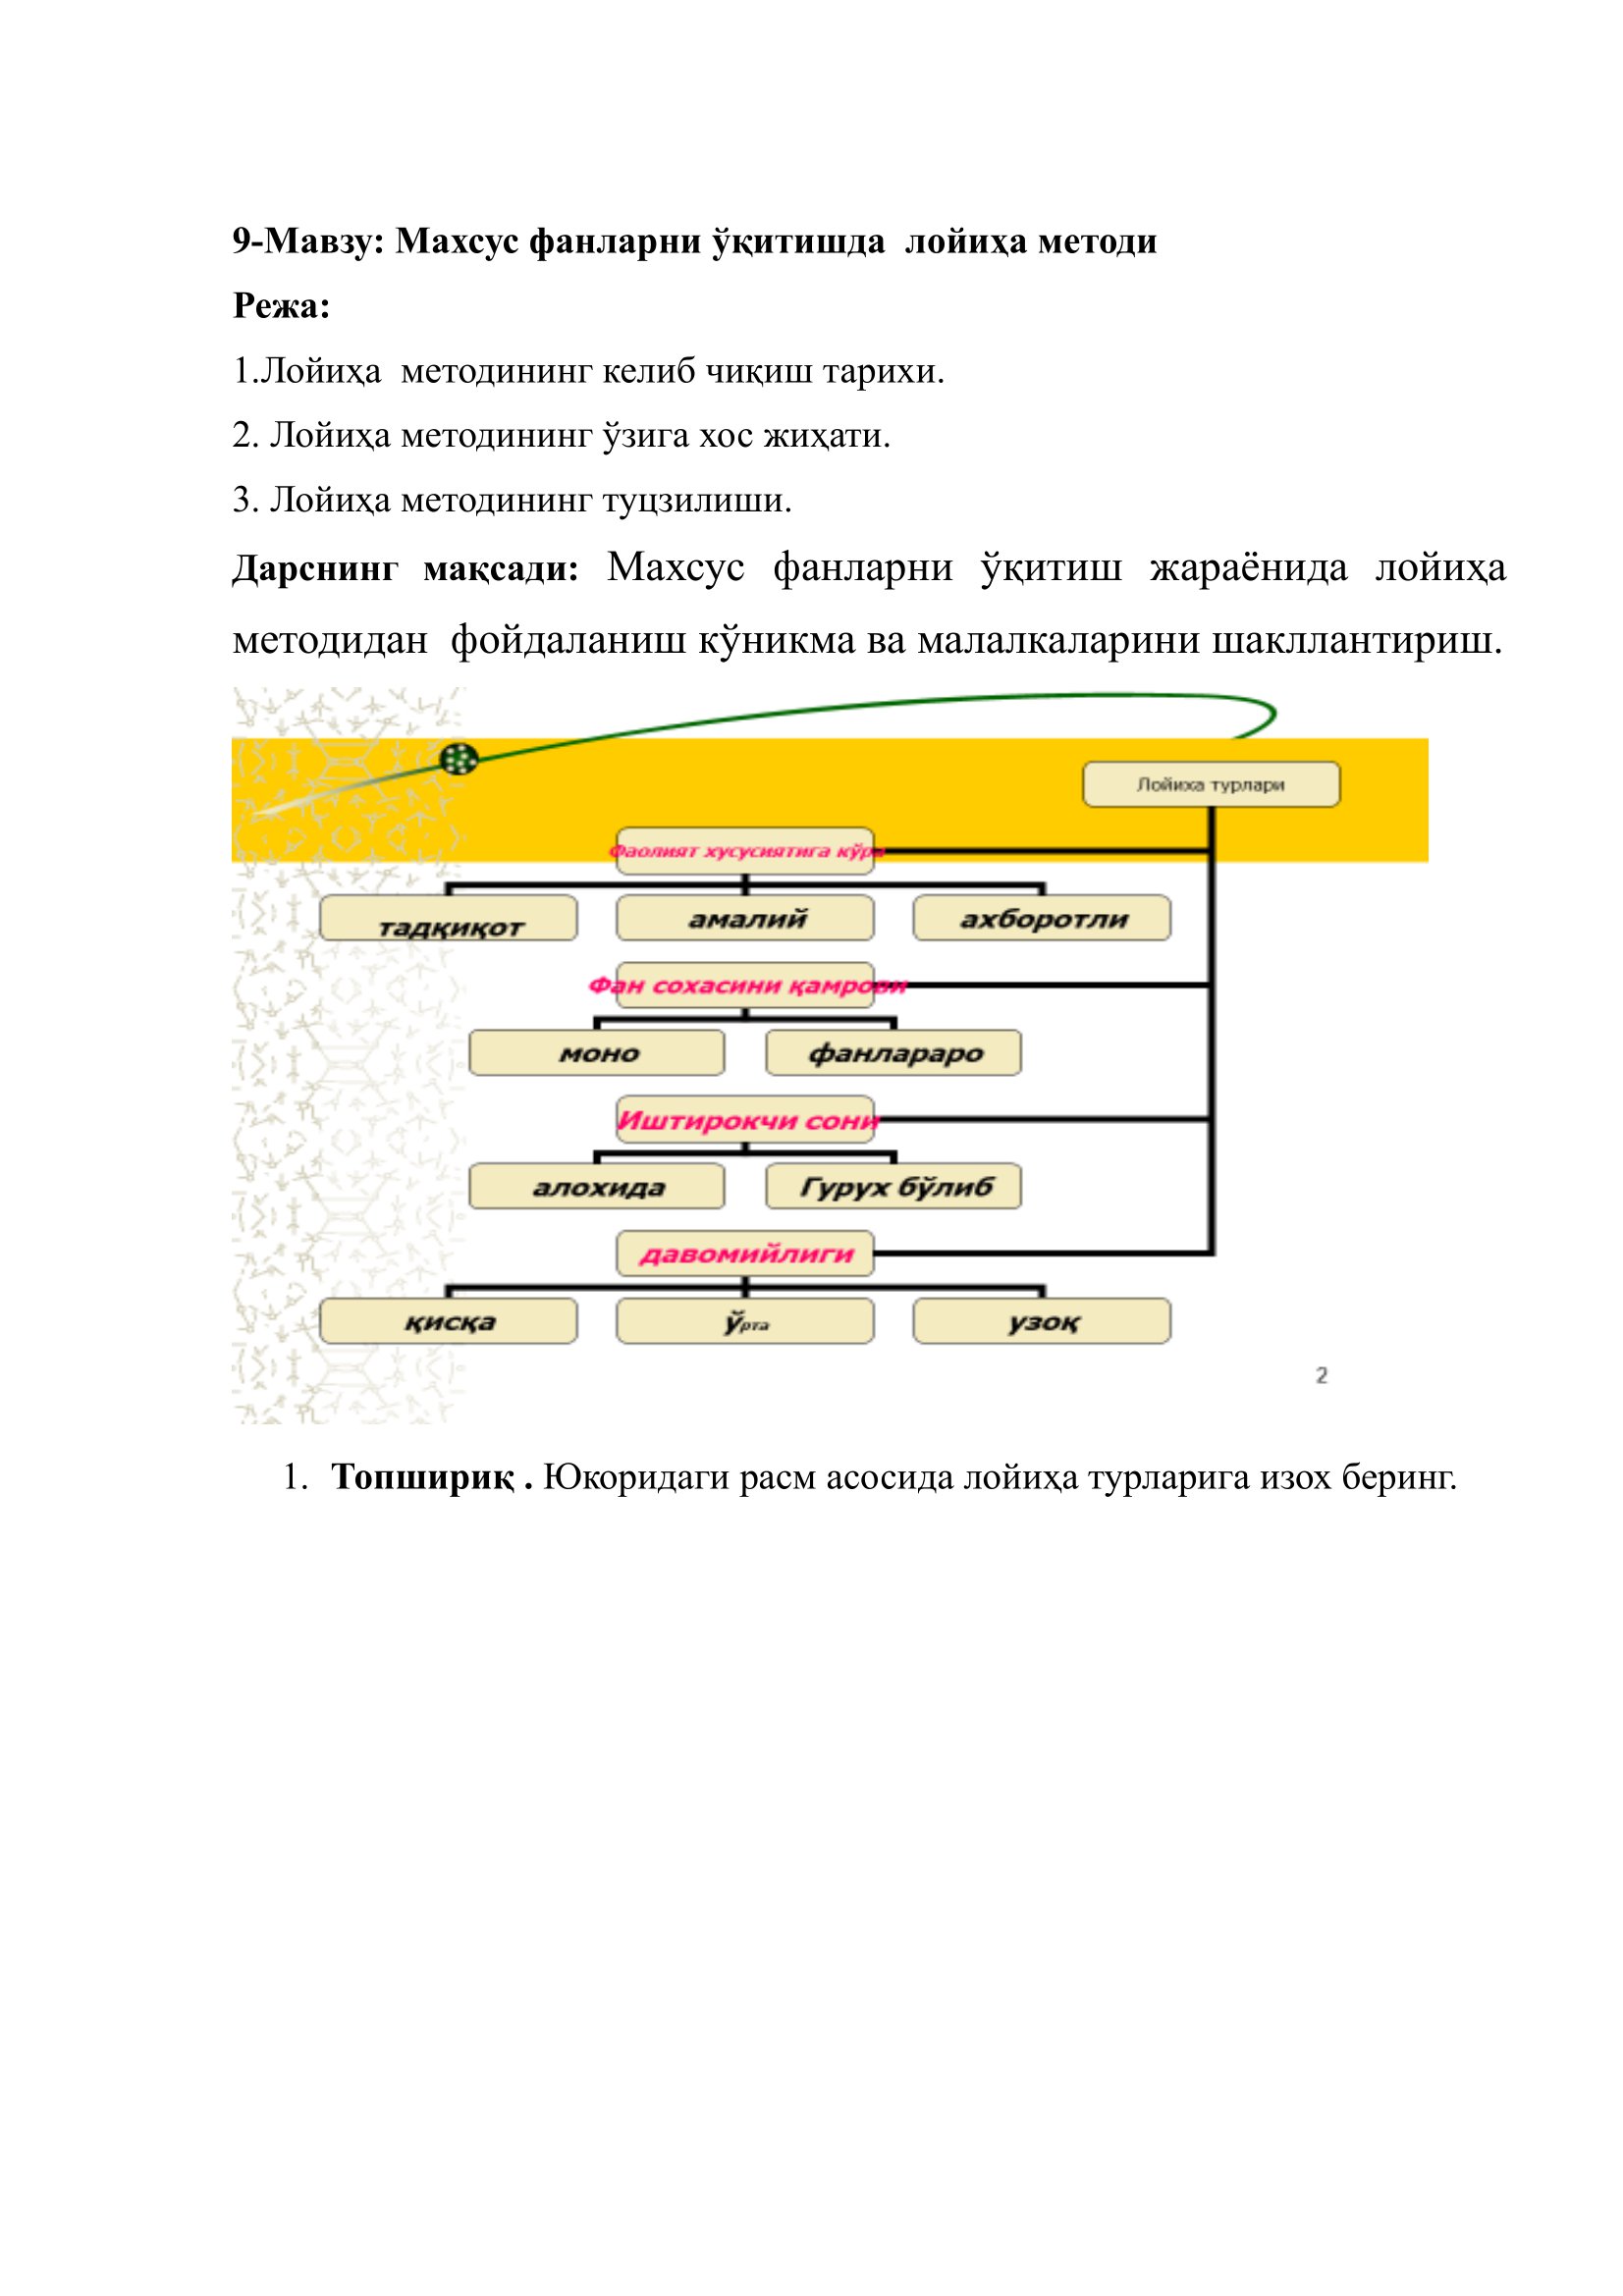 9-Мавзу: Махсус фанларни ўқитишда  лойиҳа методи
Режа:
1.Лойиҳа  методининг келиб чиқиш тарихи.
2. Лойиҳа методининг ўзига хос жиҳати.
3. Лойиҳа методининг туцзилиши.
Дарснинг мақсади: Махсус фанларни ўқитиш жараёнида лойиҳа
методидан  фойдаланиш кўникма ва малалкаларини шакллантириш.
Лойиха турлари
Фаолият хусусиятига кўра
тадқиқот
амалий
ахборотли
Фан сохасини қамрови
моно
фанлараро
Иштирокчи сони
алохида
Гурух бўлиб
давомийлиги
қисқа
ўрта
узоқ
2
1. Топшириқ . Юкоридаги расм асосида лойиҳа турларига изох беринг.